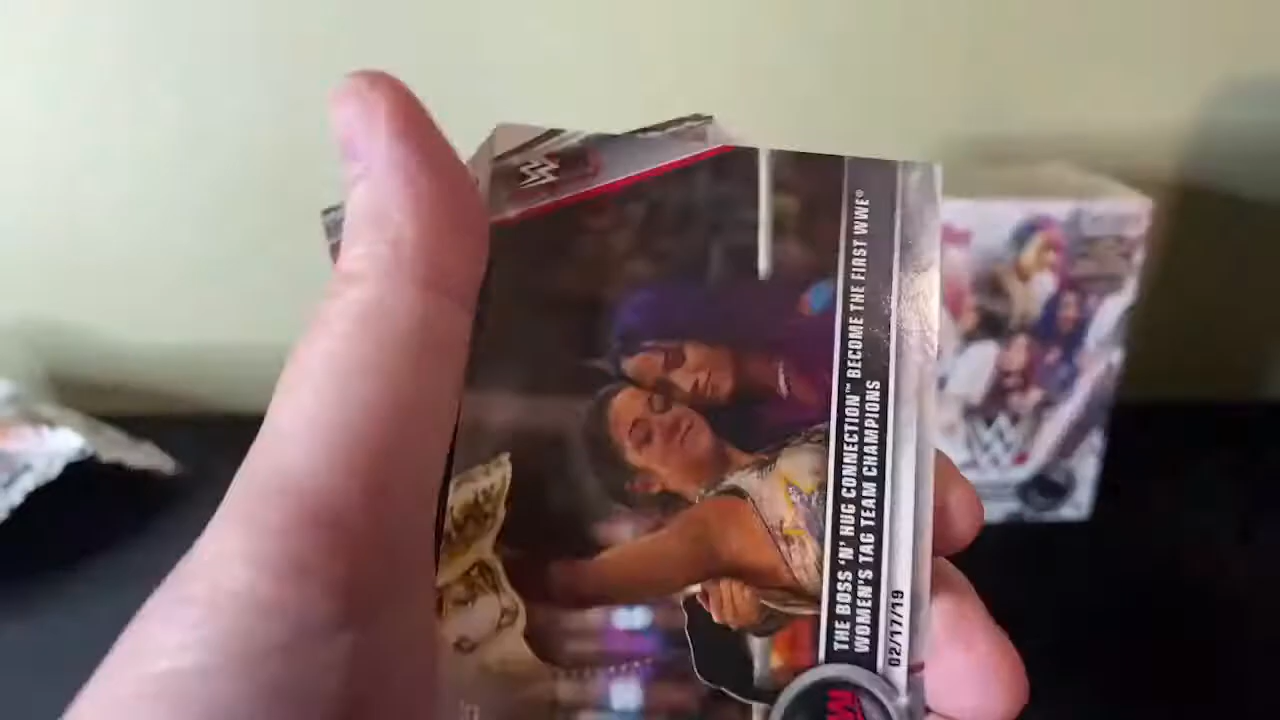 THE BOSS 'N' HUG CONNECTION™ BECOME THE FIRST WWE®
WOMEN'S TAG TEAM CHAMPIONS
02/17/19